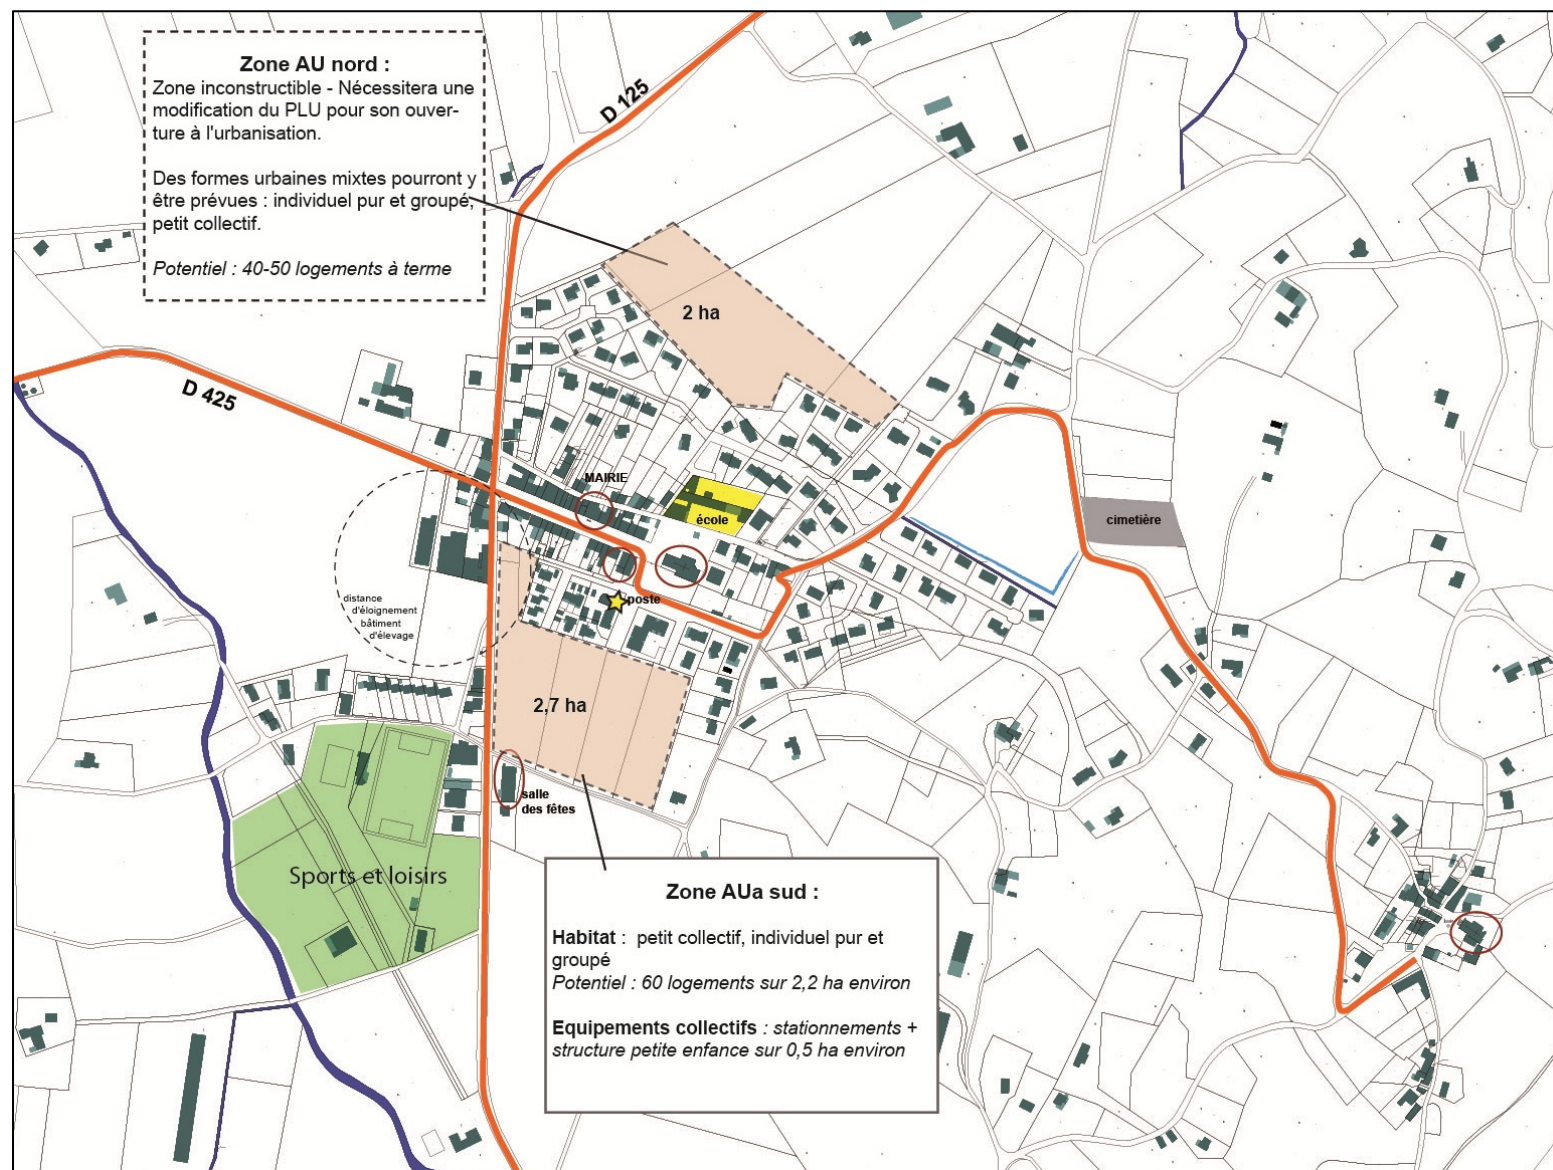 Zone AU nord :
Zone inconstructible - Nécessitera une
modification du PLU pour son ouver-
ture à l'urbanisation.
Des formes urbaines mixtes pourront y
être prévues : individuel pur et groupé,
petit collectif.
Potentiel : 40-50 logements à terme
D 125
2 ha
D 425
MAIRIE
école
cimetière
distance
d'éloignement
bâtiment
d'élevage
poste
2,7 ha
salle
des fêtes
Sports et loisirs
Zone AUa sud :
Habitat : petit collectif, individuel pur et
groupé
Potentiel : 60 logements sur 2,2 ha environ
Equipements collectifs : stationnements +
structure petite enfance sur 0,5 ha environ